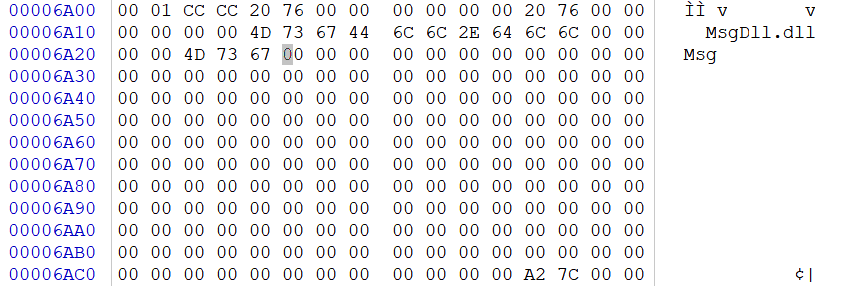 00006A00 00 01 CC CC 20 76 00 00 00 00 00 00 20 76 00 00 ÌÌ v v
00006A10 00 00 00 00 4D 73 67 44 6C 6C 2E 64 6C 6C 00 00 MsgDll.dll
00006A20 00 00 4D 73 67 00 00 00 00 00 00 00 00 00 00 00 Msg
00006A30 00 00 00 00 00 00 00 00 00 00 00 00 00 00 00 00
00006A40 00 00 00 00 00 00 00 00 00 00 00 00 00 00 00 00
00006A50 00 00 00 00 00 00 00 00 00 00 00 00 00 00 00 00
00006A60 00 00 00 00 00 00 00 00 00 00 00 00 00 00 00 00
00006A70 00 00 00 00 00 00 00 00 00 00 00 00 00 00 00 00
00006A80 00 00 00 00 00 00 00 00 00 00 00 00 00 00 00 00
00006A90 00 00 00 00 00 00 00 00 00 00 00 00 00 00 00 00
00006AA0 00 00 00 00 00 00 00 00 00 00 00 00 00 00 00 00
00006AB0 00 00 00 00 00 00 00 00 00 00 00 00 00 00 00 00
00006AC0 00 00 00 00 00 00 00 00 00 00 00 00 A2 7C 00 00 ¢|